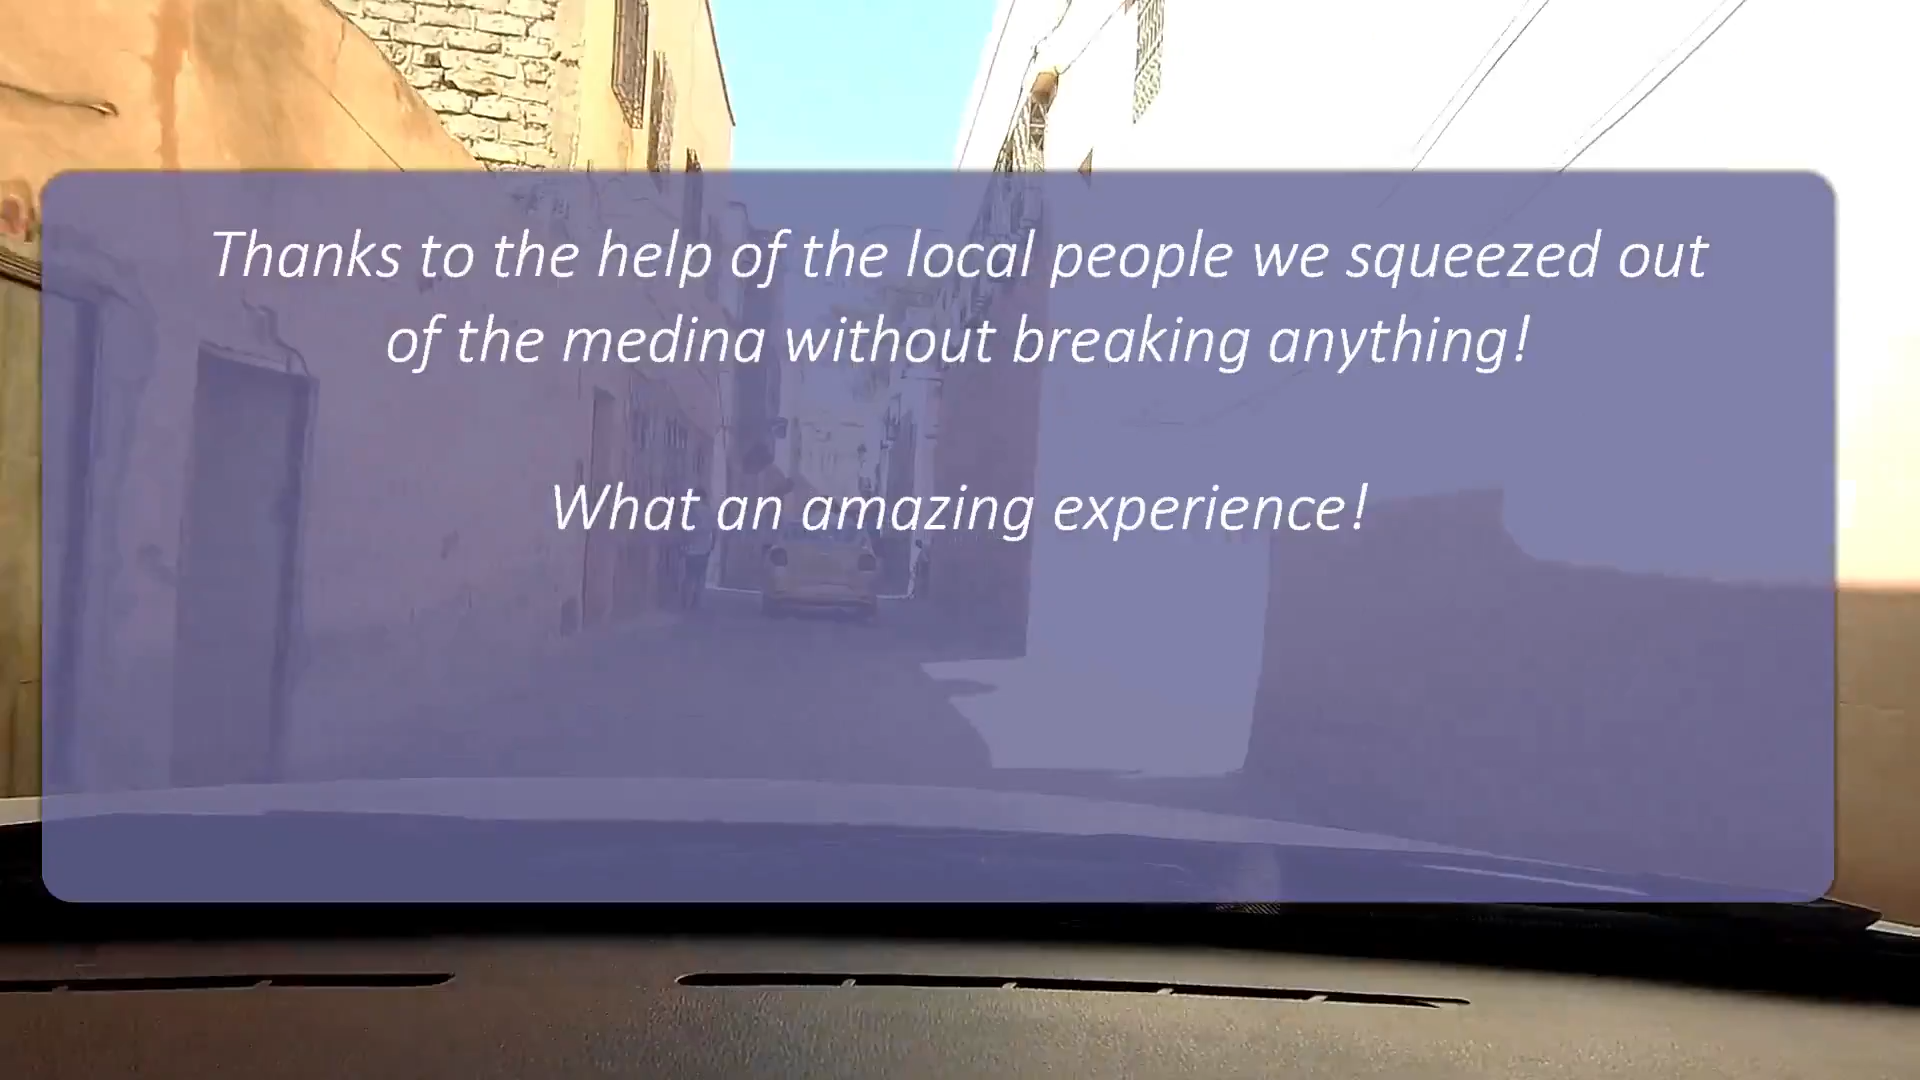 Thanks to the help of the local people we squeezed out
of the medina without breaking anything!
What an amazing experience!